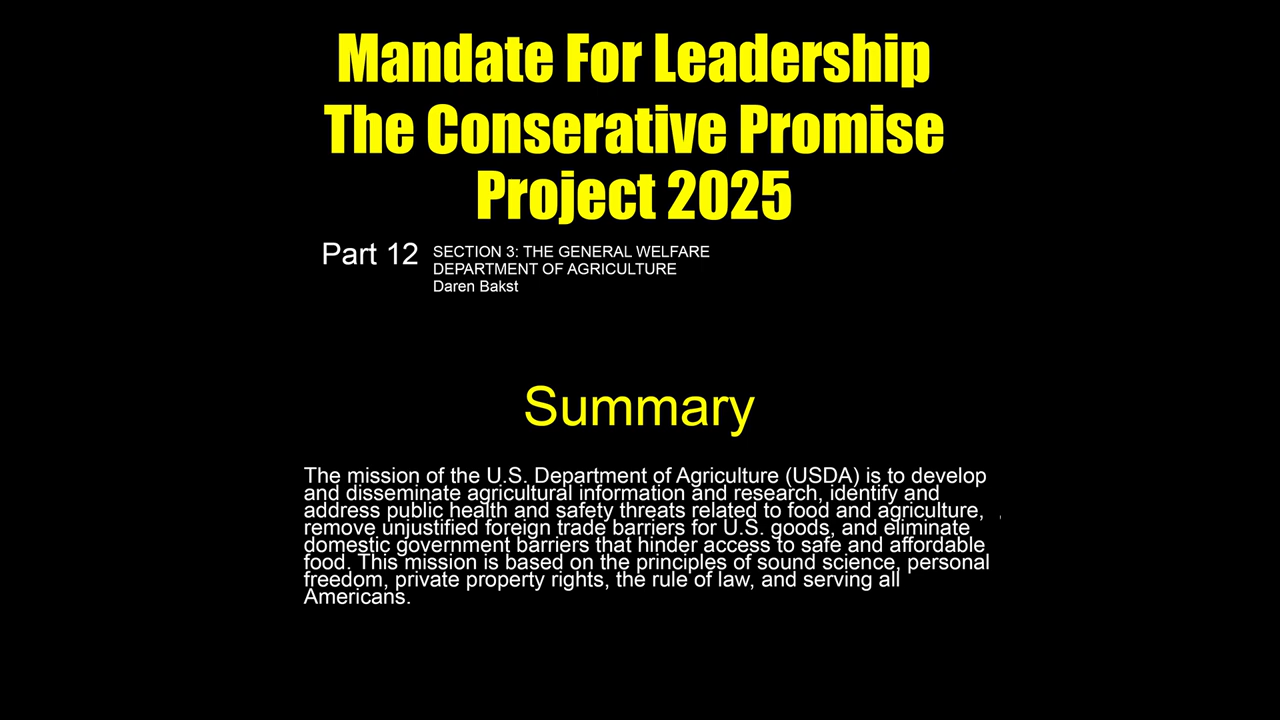 Mandate For Leadership
The Conserative Promise
Project 2025
Part 12
SECTION 3: THE GENERAL WELFARE
DEPARTMENT OF AGRICULTURE
Daren Bakst
Summary
The mission of the U.S. Department of Agriculture (USDA) is to develop
and disseminate agricultural information and research, identify and
address public health and safety threats related to food and agriculture,
remove unjustified foreign trade barriers for U.S. goods, and eliminate
domestic government barriers that hinder access to safe and affordable
food. This mission is based on the principles of sound science, personal
freedom, private property rights, the rule of law, and serving all
Americans.